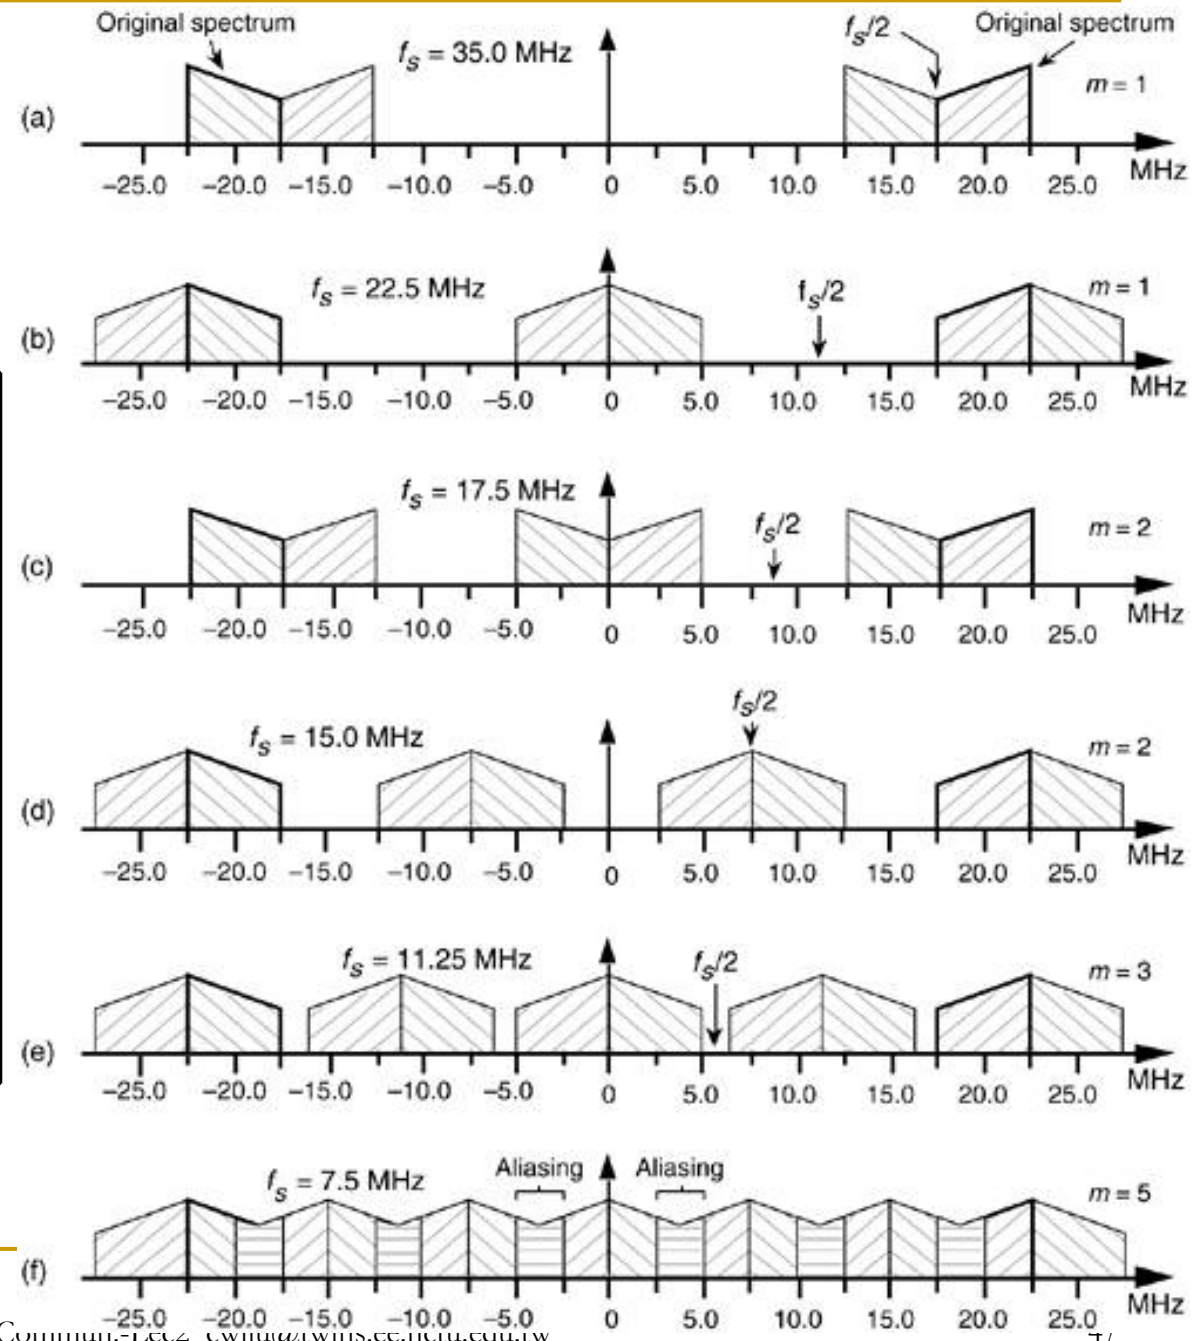 Original spectrum
fs/2
Original spectrum
fs = 35.0 MHz
m = 1
(a)
MHz
–25.0 –20.0 –15.0 –10.0 –5.0 0 5.0 10.0 15.0 20.0 25.0
fs = 22.5 MHz
fs/2
m = 1
(b)
MHz
–25.0 –20.0 –15.0 –10.0 –5.0 0 5.0 10.0 15.0 20.0 25.0
fs = 17.5 MHz
fs/2
m = 2
(c)
MHz
–25.0 –20.0 –15.0 –10.0 –5.0 0 5.0 10.0 15.0 20.0 25.0
fs/2
fs = 15.0 MHz
m = 2
(d)
MHz
–25.0 –20.0 –15.0 –10.0 –5.0 0 5.0 10.0 15.0 20.0 25.0
fs = 11.25 MHz
fs/2
m = 3
(e)
MHz
–25.0 –20.0 –15.0 –10.0 –5.0 0 5.0 10.0 15.0 20.0 25.0
Aliasing Aliasing
fs = 7.5 MHz
m = 5
(f)
MHz
–25.0 –20.0 –15.0 –10.0 –5.0 0 5.0 10.0 15.0 20.0 25.0